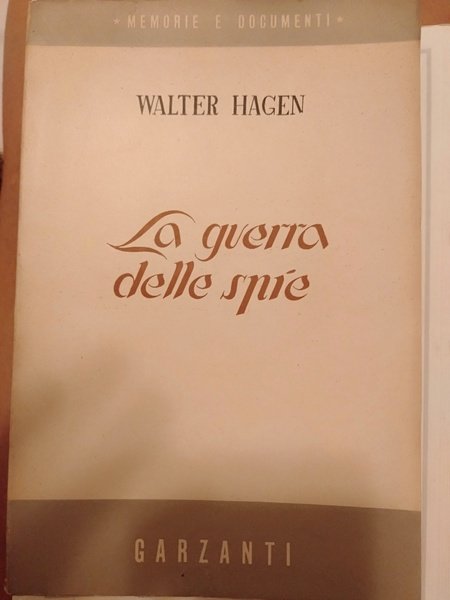 * MEMORIE E DOCUMENTI *
WALTER HAGEN
La guerra
delle spie
GARZANTI